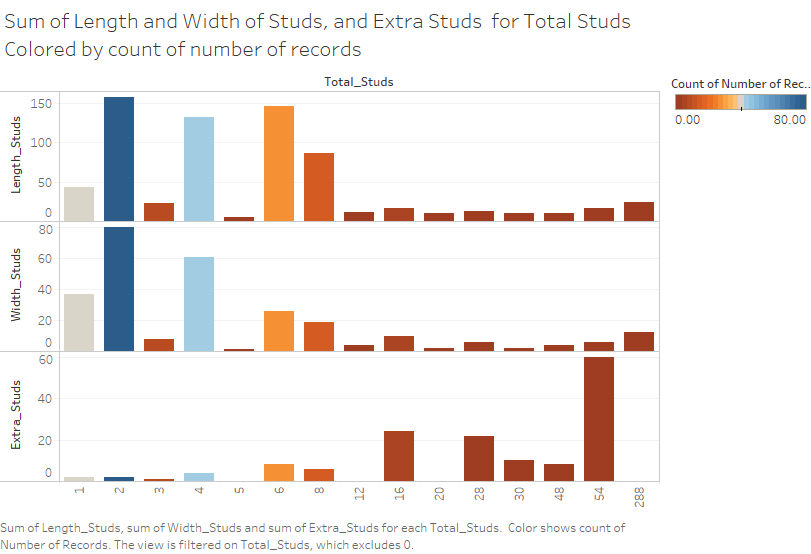 Sum of Length and Width of Studs, and Extra Studs for Total Studs
Colored by count of number of records
Total_Studs
Count of Number of Rec..
0.00 80.00
Length_Studs
150
100
50
0
Width_Studs
80
60
40
20
0
Extra_Studs
60
40
20
0
1 2 3 4 5 6 8 12 16 20 28 30 48 54 288
Sum of Length_Studs, sum of Width_Studs and sum of Extra_Studs for each Total_Studs. Color shows count of
Number of Records. The view is filtered on Total_Studs, which excludes 0.